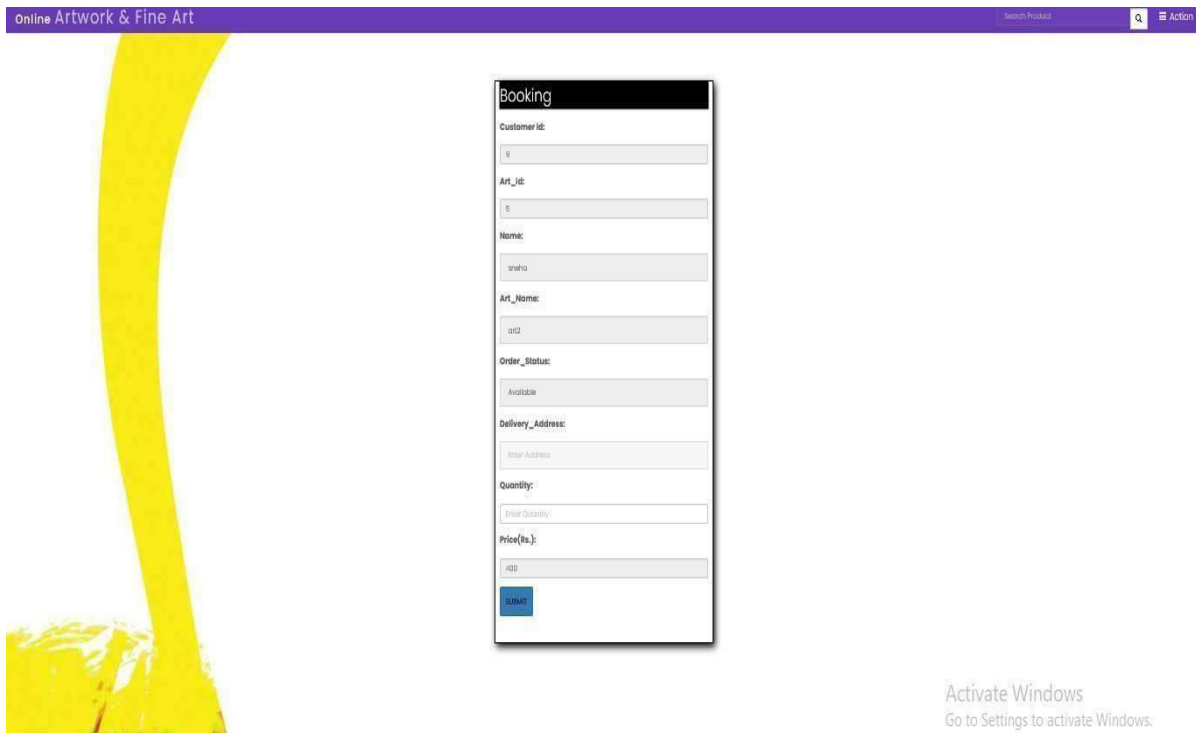 Online Artwork & Fine Art
Search Product
Action
Booking
Customer Id:
9
Art_Id:
5
Name:
sneha
Art_Name:
art2
Order_Status:
Available
Delivery_Address:
Enter Address
Quantity:
Enter Quantity
Price(Rs.):
400
SUBMIT
Activate Windows
Go to Settings to activate Windows.